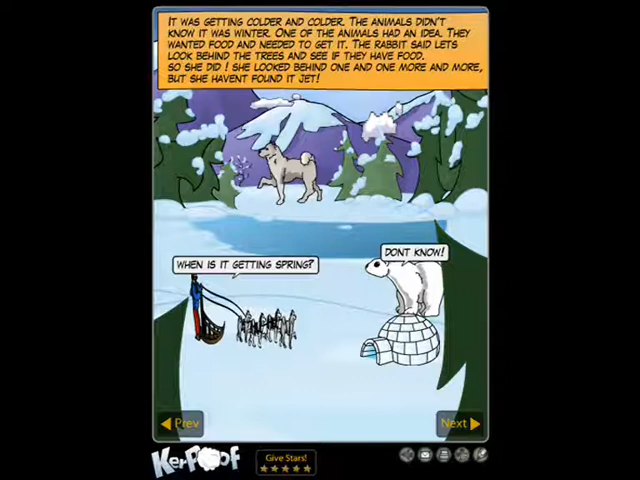 IT WAS GETTING COLDER AND COLDER. THE ANIMALS DIDN'T
KNOW IT WAS WINTER. ONE OF THE ANIMALS HAD AN IDEA. THEY
WANTED FOOD AND NEEDED TO GET IT. THE RABBIT SAID LETS
LOOK BEHIND THE TREES AND SEE IF THEY HAVE FOOD.
SO SHE DID ! SHE LOOKED BEHIND ONE AND ONE MORE AND MORE,
BUT SHE HAVENT FOUND IT JET!
DONT KNOW!
WHEN IS IT GETTING SPRING?
Prev
Next
KerPoof
Give Stars!